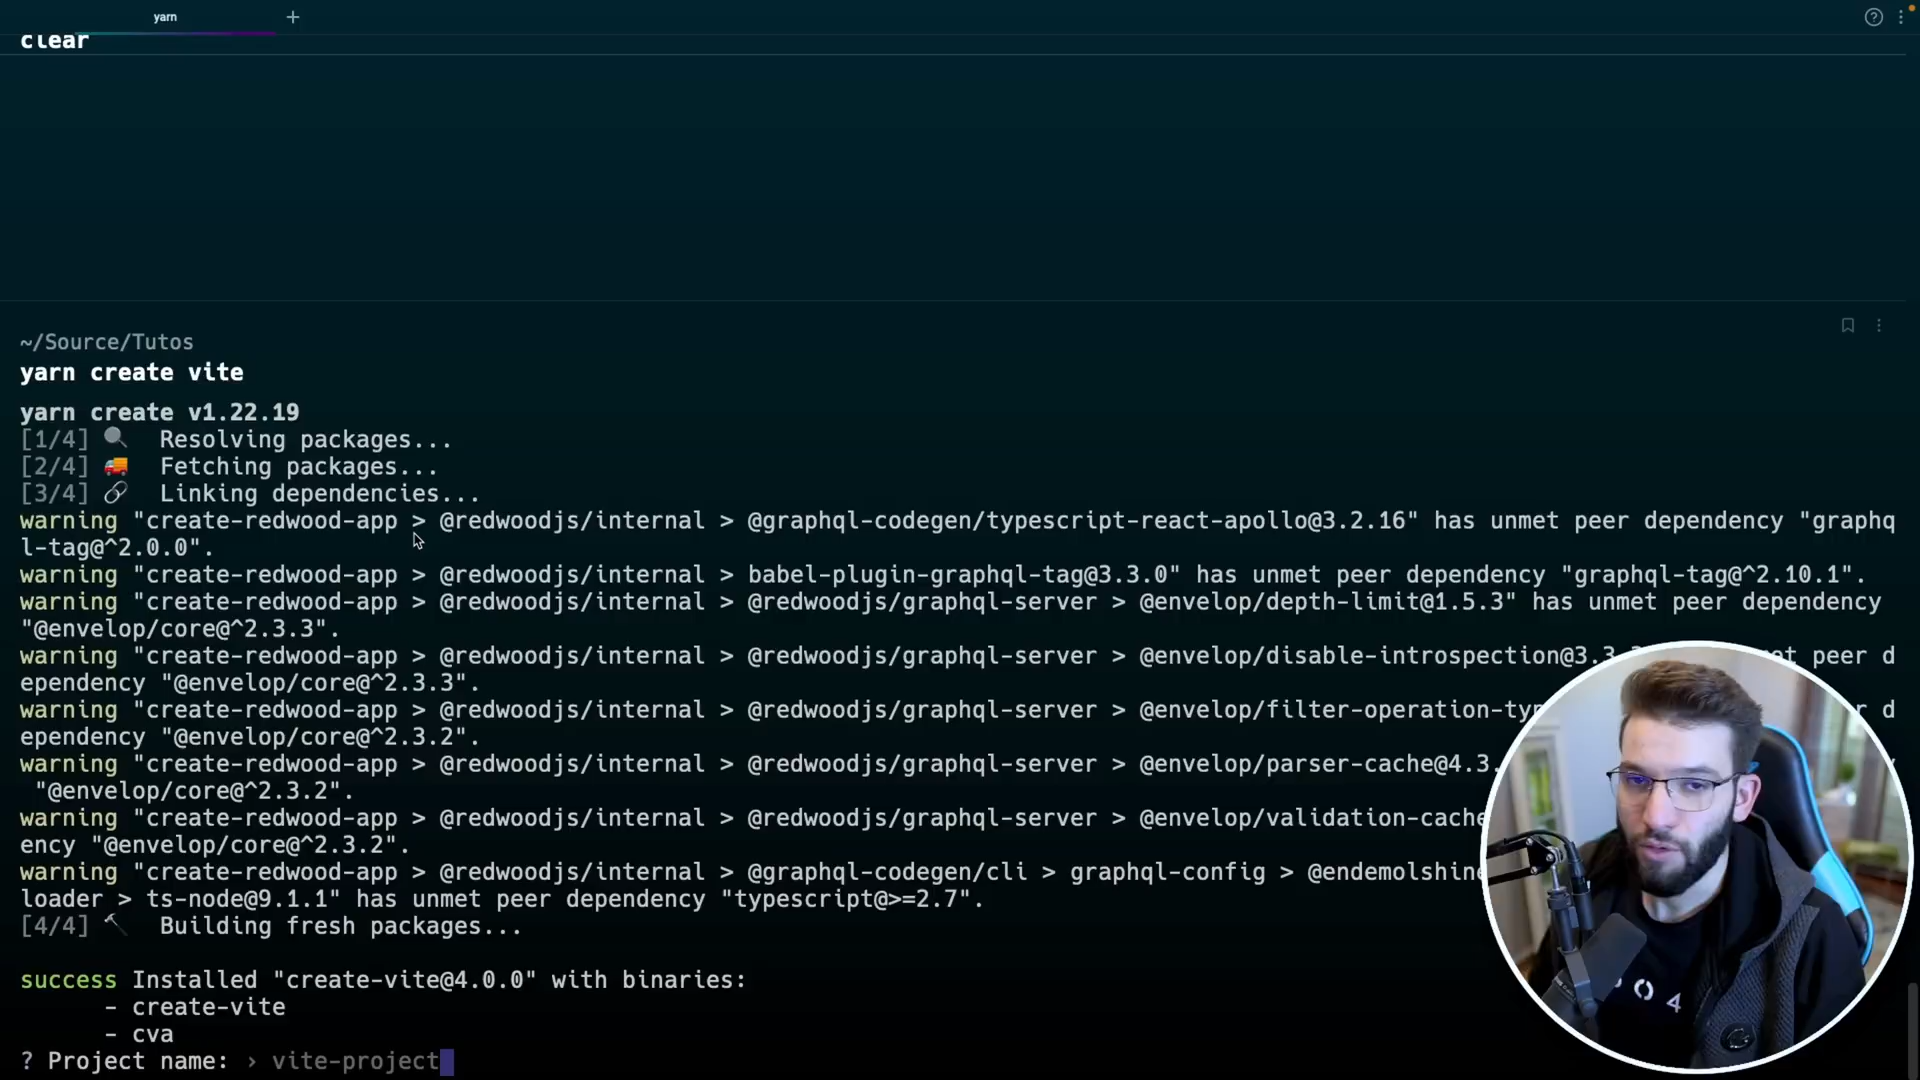 yarn
clear
~/Source/Tutos
yarn create vite
yarn create v1.22.19
[1/4] 🔍 Resolving packages...
[2/4] 🚚 Fetching packages...
[3/4] 🔗 Linking dependencies...
warning "create-redwood-app > @redwoodjs/internal > @graphql-codegen/typescript-react-apollo@3.2.16" has unmet peer dependency "graphq
l-tag@^2.0.0".
warning "create-redwood-app > @redwoodjs/internal > babel-plugin-graphql-tag@3.3.0" has unmet peer dependency "graphql-tag@^2.10.1".
warning "create-redwood-app > @redwoodjs/internal > @redwoodjs/graphql-server > @envelop/depth-limit@1.5.3" has unmet peer dependency
"@envelop/core@^2.3.3".
warning "create-redwood-app > @redwoodjs/internal > @redwoodjs/graphql-server > @envelop/disable-introspection@3.3 peer d
ependency "@envelop/core@^2.3.3".
warning "create-redwood-app > @redwoodjs/internal > @redwoodjs/graphql-server > @envelop/filter-operation-ty d
ependency "@envelop/core@^2.3.2".
warning "create-redwood-app > @redwoodjs/internal > @redwoodjs/graphql-server > @envelop/parser-cache@4.3.
"@envelop/core@^2.3.2".
warning "create-redwood-app > @redwoodjs/internal > @redwoodjs/graphql-server > @envelop/validation-cache
ency "@envelop/core@^2.3.2".
warning "create-redwood-app > @redwoodjs/internal > @graphql-codegen/cli > graphql-config > @endemolshine
loader > ts-node@9.1.1" has unmet peer dependency "typescript@>=2.7".
[4/4] 🔨 Building fresh packages...
success Installed "create-vite@4.0.0" with binaries:
- create-vite
- cva
? Project name: › vite-project